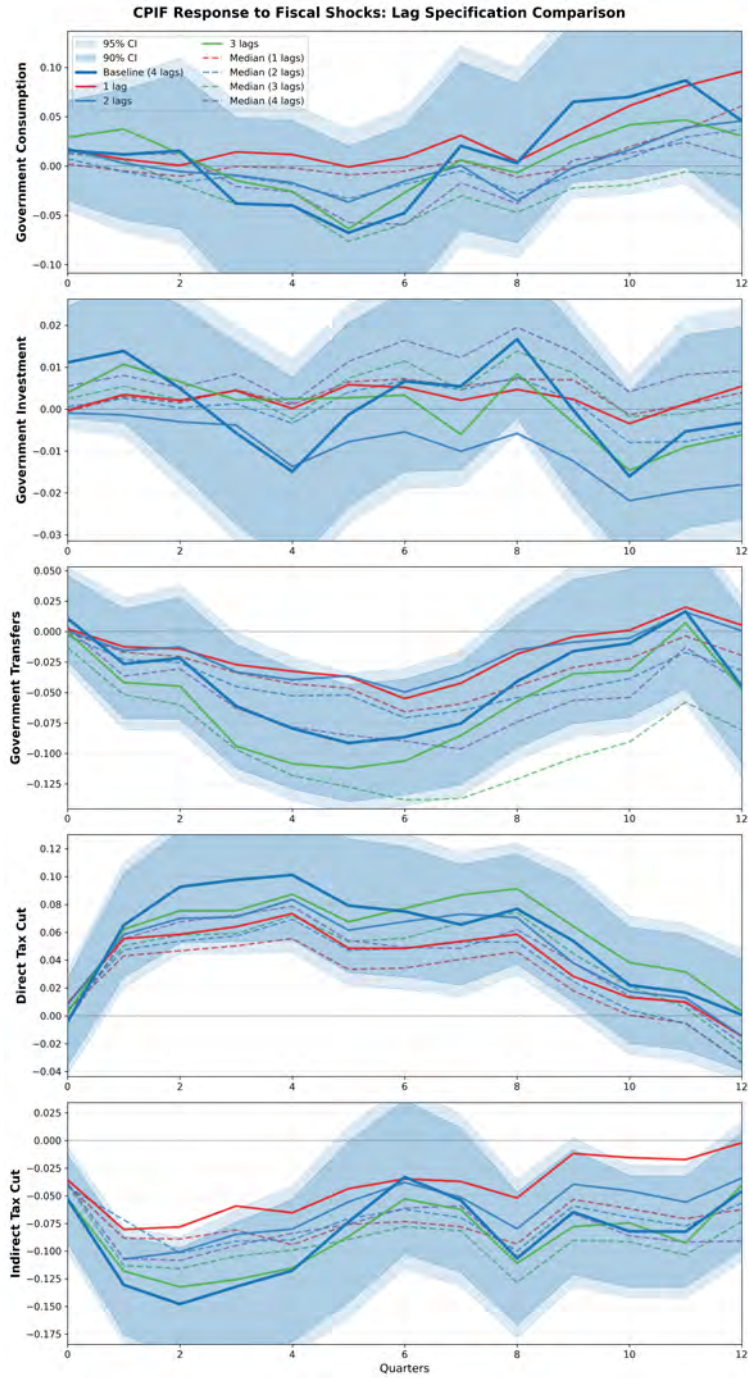 CPIF Response to Fiscal Shocks: Lag Specification Comparison
95% CI
90% CI
Baseline (4 lags)
1 lag
2 lags
3 lags
Median (1 lags)
Median (2 lags)
Median (3 lags)
Median (4 lags)
Government Consumption
0.10
0.05
0.00
−0.05
−0.10
0 2 4 6 8 10 12
Government Investment
0.02
0.01
0.00
−0.01
−0.02
−0.03
0 2 4 6 8 10 12
Government Transfers
0.050
0.025
0.000
−0.025
−0.050
−0.075
−0.100
−0.125
0 2 4 6 8 10 12
Direct Tax Cut
0.12
0.10
0.08
0.06
0.04
0.02
0.00
−0.02
−0.04
0 2 4 6 8 10 12
Indirect Tax Cut
0.025
0.000
−0.025
−0.050
−0.075
−0.100
−0.125
−0.150
−0.175
0 2 4 6 8 10 12
Quarters